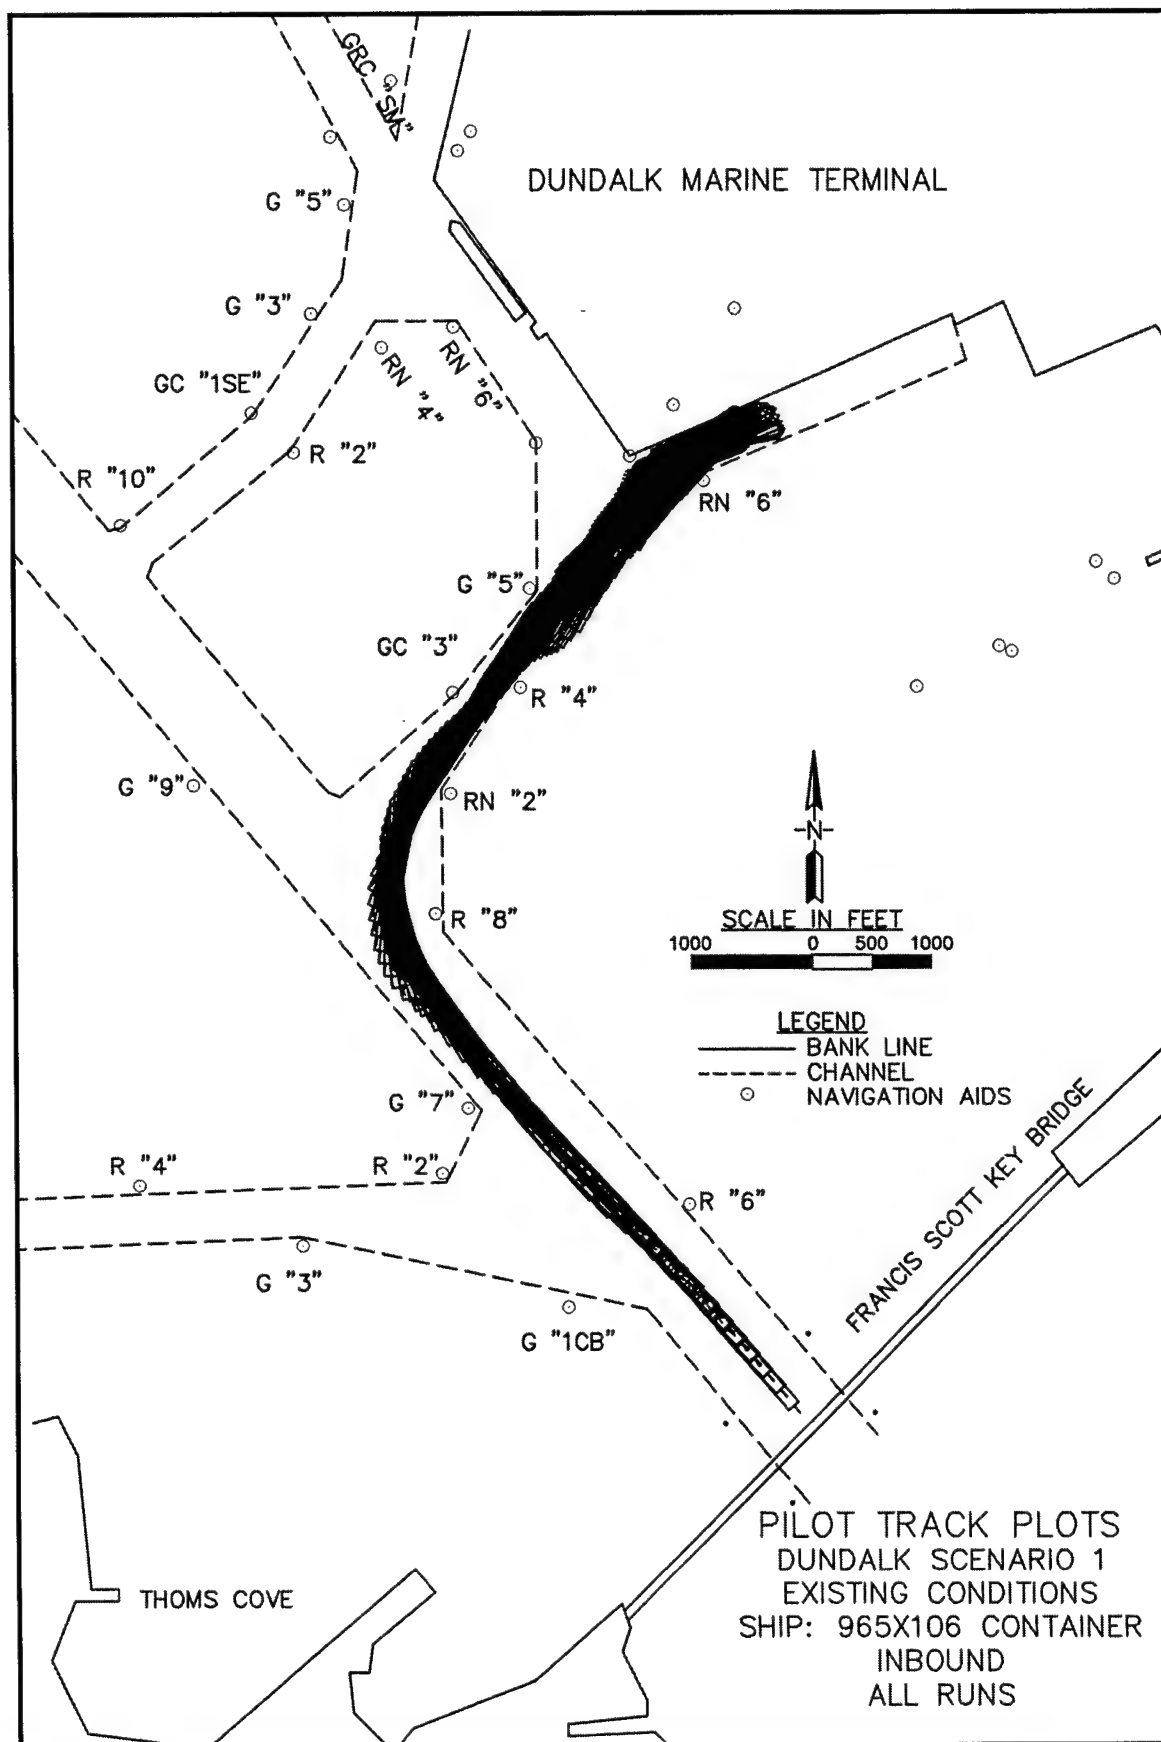 GRC "SM"
DUNDALK MARINE TERMINAL
G "5"
G "3"
RN "4"
RN "6"
GC "1SE"
R "2"
R "10"
RN "6"
G "5"
GC "3"
R "4"
G "9"
RN "2"
N
R "8"
SCALE IN FEET
1000 0 500 1000
LEGEND
BANK LINE
CHANNEL
NAVIGATION AIDS
G "7"
FRANCIS SCOTT KEY BRIDGE
R "4"
R "2"
R "6"
G "3"
G "1CB"
THOMS COVE
PILOT TRACK PLOTS
DUNDALK SCENARIO 1
EXISTING CONDITIONS
SHIP: 965X106 CONTAINER
INBOUND
ALL RUNS